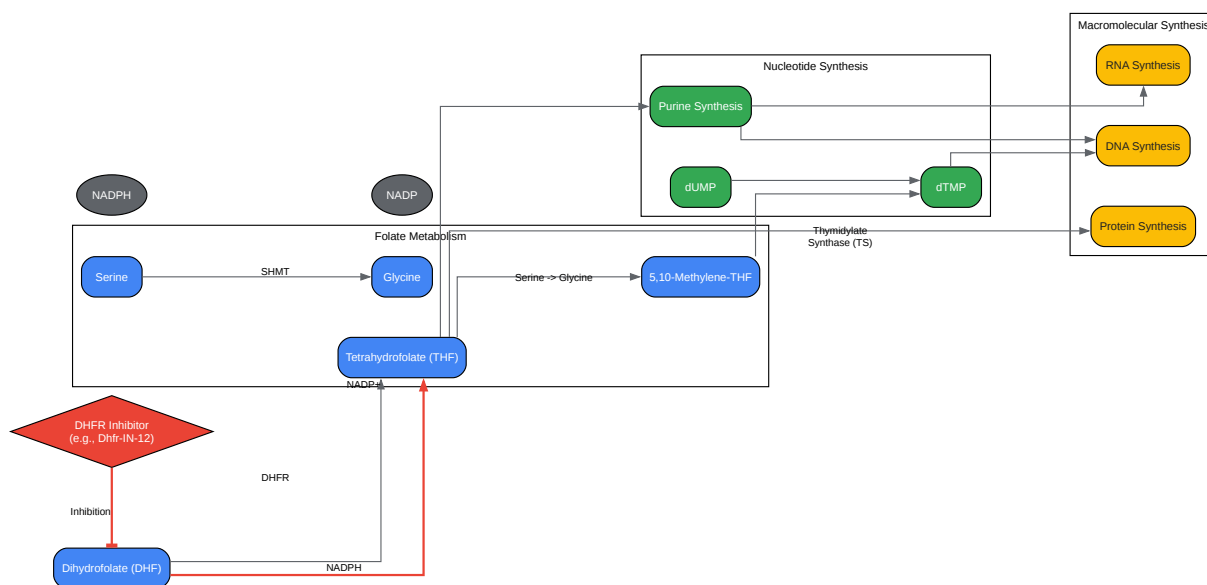 Macromolecular Synthesis
RNA Synthesis
Nucleotide Synthesis
Purine Synthesis
DNA Synthesis
NADPH
NADP
dUMP
dTMP
Protein Synthesis
Thymidylate
Synthase (TS)
Folate Metabolism
Serine
SHMT
Glycine
Serine -> Glycine
5,10-Methylene-THF
Tetrahydrofolate (THF)
NADP+
DHFR Inhibitor
(e.g., Dhfr-IN-12)
DHFR
Inhibition
Dihydrofolate (DHF)
NADPH